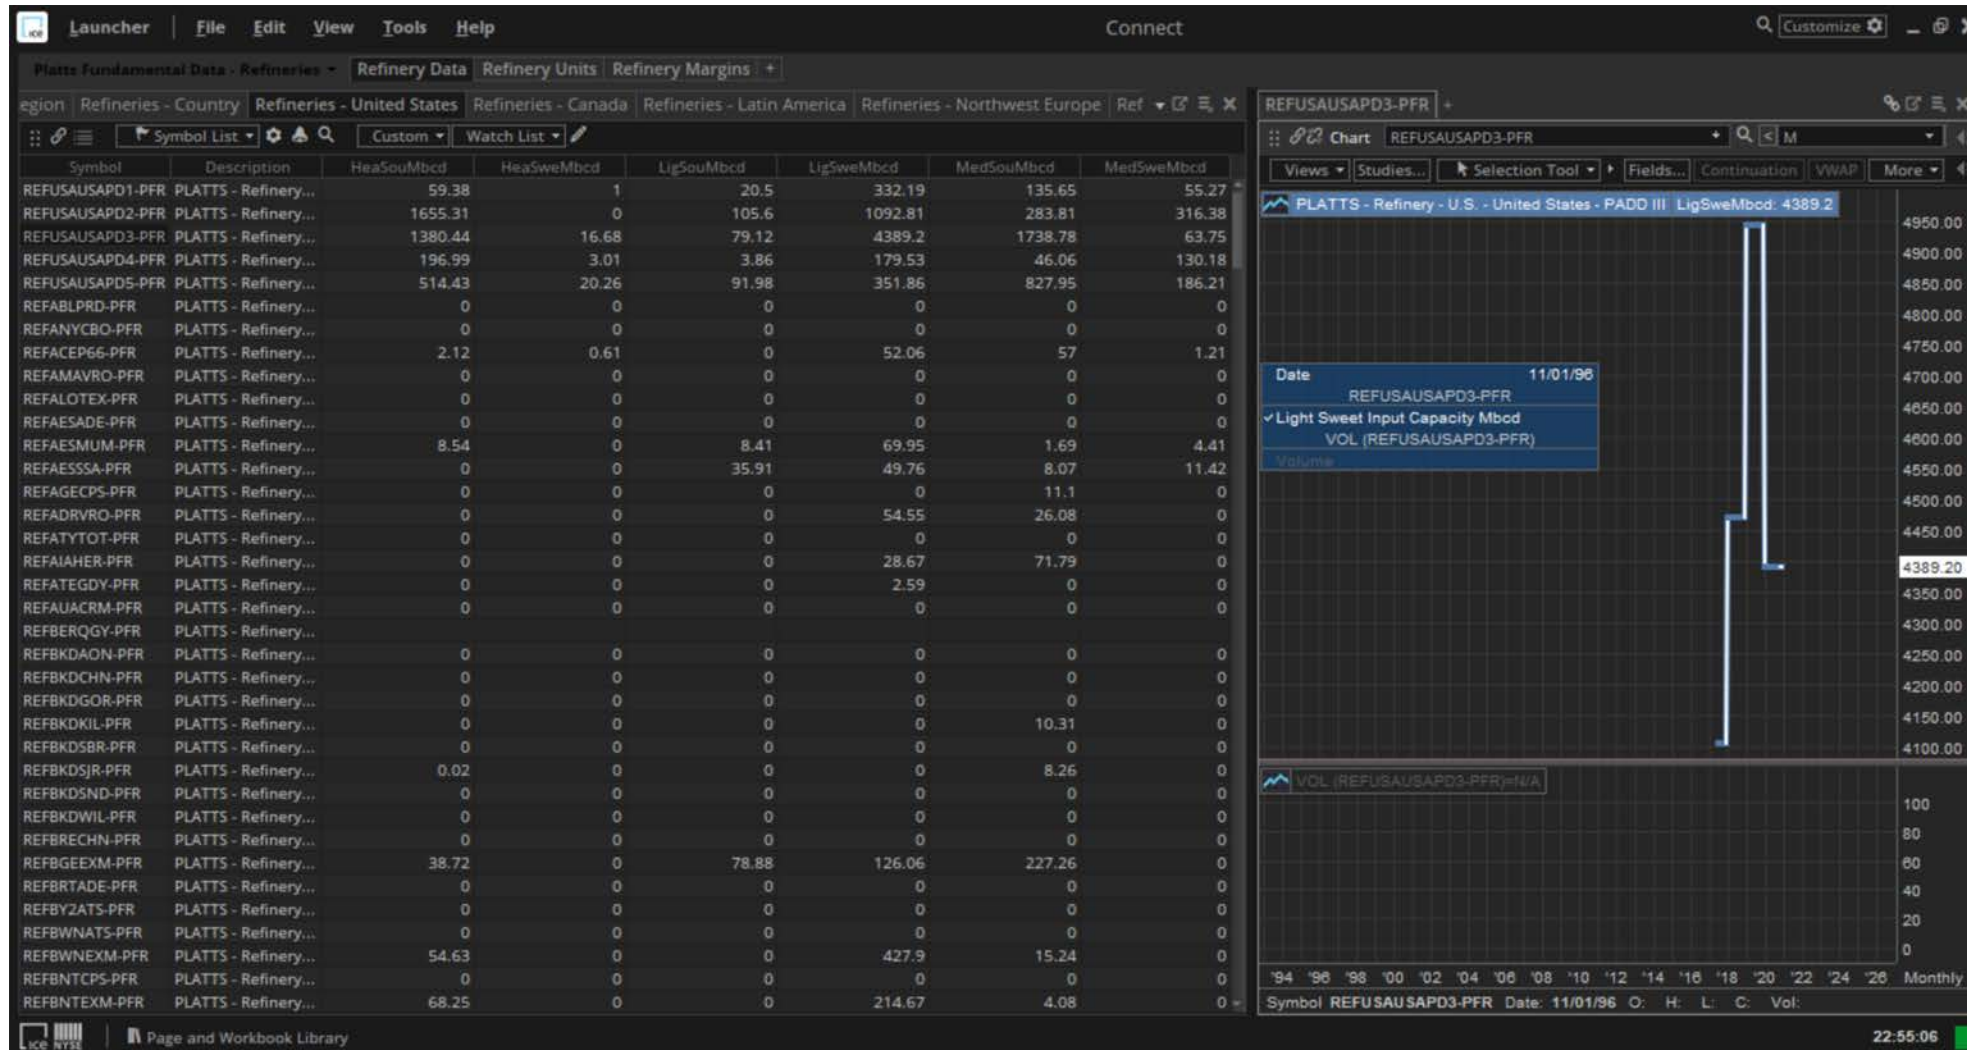 ice Launcher File Edit View Tools Help Connect Customize
Platts Fundamental Data - Refineries Refinery Data Refinery Units Refinery Margins +
egion Refineries - Country Refineries - United States Refineries - Canada Refineries - Latin America Refineries - Northwest Europe Ref
Symbol List Custom Watch List
Symbol Description HeaSouMbcd HeaSweMbcd LigSouMbcd LigSweMbcd MedSouMbcd MedSweMbcd
REFUSAUSAPD1-PFR PLATTS - Refinery... 59.38 1 20.5 332.19 135.65 55.27
REFUSAUSAPD2-PFR PLATTS - Refinery... 1655.31 0 105.6 1092.81 283.81 316.38
REFUSAUSAPD3-PFR PLATTS - Refinery... 1380.44 16.68 79.12 4389.2 1738.78 63.75
REFUSAUSAPD4-PFR PLATTS - Refinery... 196.99 3.01 3.86 179.53 46.06 130.18
REFUSAUSAPD5-PFR PLATTS - Refinery... 514.43 20.26 91.98 351.86 827.95 186.21
REFABLPRD-PFR PLATTS - Refinery... 0 0 0 0 0 0
REFANYCBO-PFR PLATTS - Refinery... 0 0 0 0 0 0
REFACEP66-PFR PLATTS - Refinery... 2.12 0.61 0 52.06 57 1.21
REFAMAVRO-PFR PLATTS - Refinery... 0 0 0 0 0 0
REFALOTEX-PFR PLATTS - Refinery... 0 0 0 0 0 0
REFAESADE-PFR PLATTS - Refinery... 0 0 0 0 0 0
REFAESMUM-PFR PLATTS - Refinery... 8.54 0 8.41 69.95 1.69 4.41
REFAESSSA-PFR PLATTS - Refinery... 0 0 35.91 49.76 8.07 11.42
REFAGECPS-PFR PLATTS - Refinery... 0 0 0 0 11.1 0
REFADRVRO-PFR PLATTS - Refinery... 0 0 0 54.55 26.08 0
REFATYTOT-PFR PLATTS - Refinery... 0 0 0 0 0 0
REFAIAHER-PFR PLATTS - Refinery... 0 0 0 28.67 71.79 0
REFATEGDY-PFR PLATTS - Refinery... 0 0 0 2.59 0 0
REFAUACRM-PFR PLATTS - Refinery... 0 0 0 0 0 0
REFBERQGY-PFR PLATTS - Refinery...
REFBKDAON-PFR PLATTS - Refinery... 0 0 0 0 0 0
REFBKDCHN-PFR PLATTS - Refinery... 0 0 0 0 0 0
REFBKDGOR-PFR PLATTS - Refinery... 0 0 0 0 0 0
REFBKDKIL-PFR PLATTS - Refinery... 0 0 0 0 10.31 0
REFBKDSBR-PFR PLATTS - Refinery... 0 0 0 0 0 0
REFBKDSJR-PFR PLATTS - Refinery... 0.02 0 0 0 8.26 0
REFBKDSND-PFR PLATTS - Refinery... 0 0 0 0 0 0
REFBKDWIL-PFR PLATTS - Refinery... 0 0 0 0 0 0
REFBRECHN-PFR PLATTS - Refinery... 0 0 0 0 0 0
REFBGEEXM-PFR PLATTS - Refinery... 38.72 0 78.88 126.06 227.26 0
REFBRTADE-PFR PLATTS - Refinery... 0 0 0 0 0 0
REFBY2ATS-PFR PLATTS - Refinery... 0 0 0 0 0 0
REFBWNATS-PFR PLATTS - Refinery... 0 0 0 0 0 0
REFBWNEXM-PFR PLATTS - Refinery... 54.63 0 0 427.9 15.24 0
REFBNTCPS-PFR PLATTS - Refinery... 0 0 0 0 0 0
REFBNTEXM-PFR PLATTS - Refinery... 68.25 0 0 214.67 4.08 0
REFUSAUSAPD3-PFR +
Chart REFUSAUSAPD3-PFR < M
Views Studies... Selection Tool Fields... Continuation VWAP More
PLATTS - Refinery - U.S. - United States - PADD III LigSweMbcd: 4389.2
4950.00
4900.00
4850.00
4800.00
4750.00
4700.00
4650.00
4600.00
4550.00
4500.00
4450.00
4389.20
4350.00
4300.00
4250.00
4200.00
4150.00
4100.00
Date 11/01/96
REFUSAUSAPD3-PFR
Light Sweet Input Capacity Mbcd
VOL (REFUSAUSAPD3-PFR)
Volume
VOL (REFUSAUSAPD3-PFR)=N/A
100
80
60
40
20
0
'94 '96 '98 '00 '02 '04 '06 '08 '10 '12 '14 '16 '18 '20 '22 '24 '26 Monthly
Symbol REFUSAUSAPD3-PFR Date: 11/01/96 O: H: L: C: Vol:
ice NYSE Page and Workbook Library 22:55:06